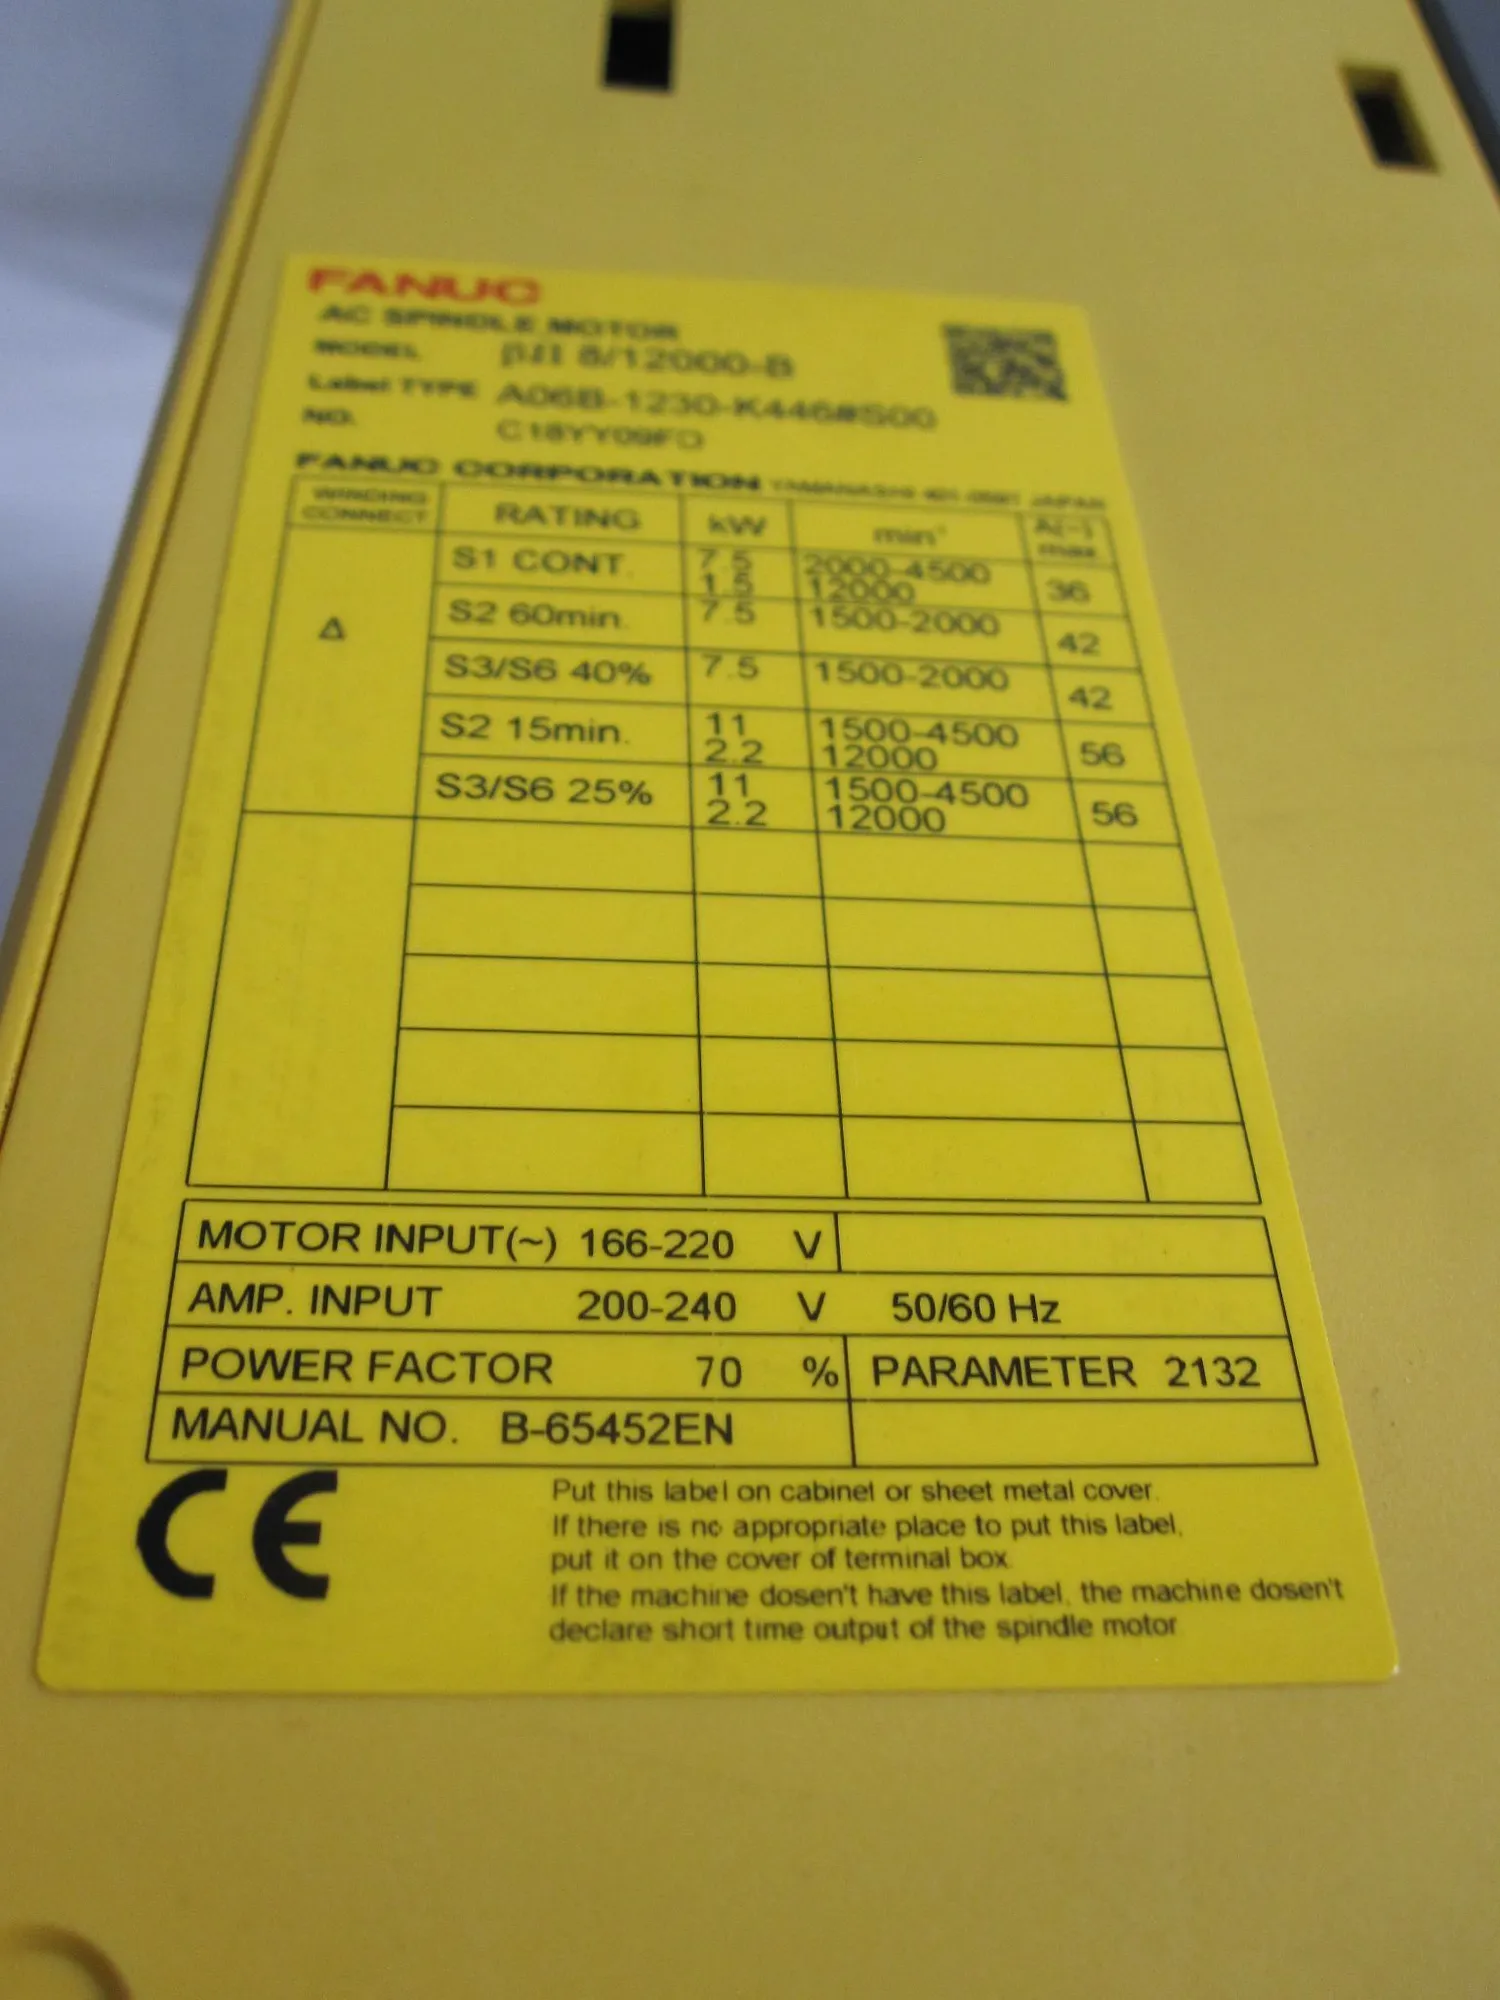 FANUC
AC SPINDLE MOTOR
MODEL 8/12000-B
Label TYPE A06B-1230-K446#S00
NO.
FANUC CORPORATION YAMANASHI JAPAN
WINDING CONNECT RATING kW min⁻¹ A(~) max
Δ S1 CONT. 7.5 2000-4500 36
1.5 12000
S2 60min. 7.5 1500-2000 42
S3/S6 40% 7.5 1500-2000 42
S2 15min. 11 1500-4500 56
2.2 12000
S3/S6 25% 11 1500-4500 56
2.2 12000
MOTOR INPUT(~) 166-220 V
AMP. INPUT 200-240 V 50/60 Hz
POWER FACTOR 70 % PARAMETER 2132
MANUAL NO. B-65452EN
CE
Put this label on cabinet or sheet metal cover.
If there is no appropriate place to put this label,
put it on the cover of terminal box.
If the machine dosen't have this label, the machine dosen't
declare short time output of the spindle motor